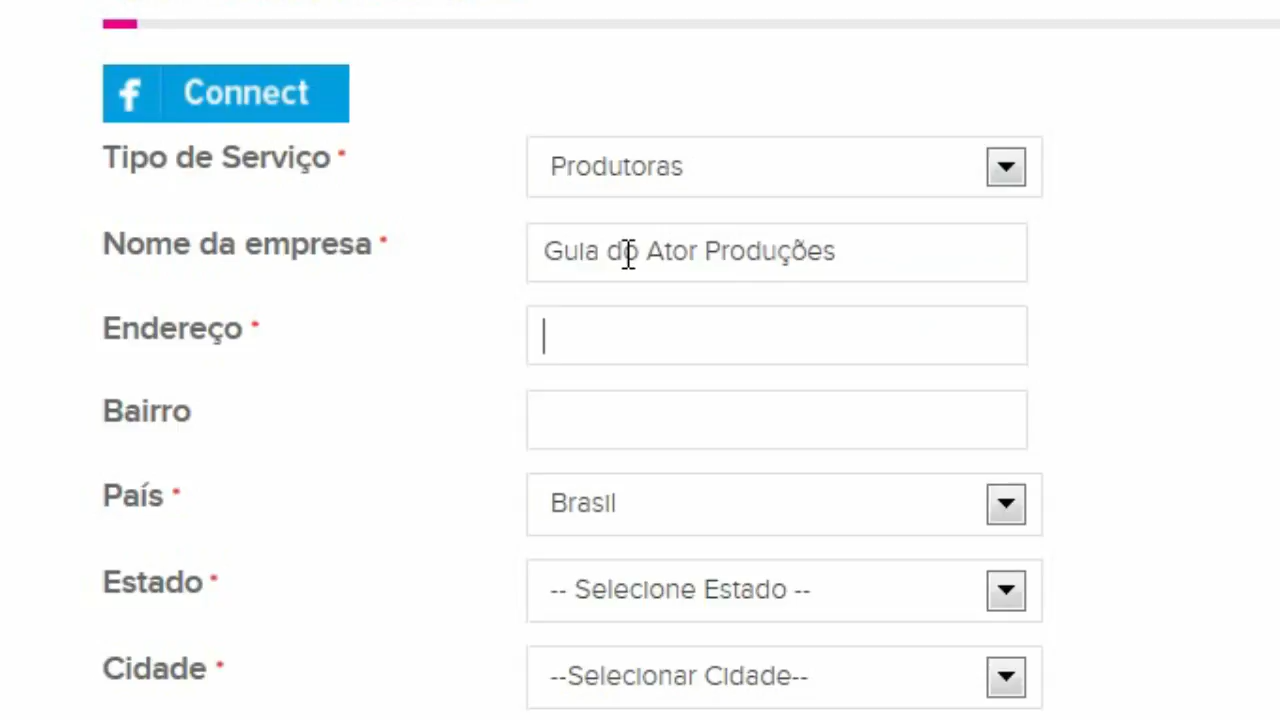 f Connect
Tipo de Serviço *
Produtoras
Nome da empresa *
Guia do Ator Produções
Endereço *
Bairro
País *
Brasil
Estado *
-- Selecione Estado --
Cidade *
--Selecionar Cidade--